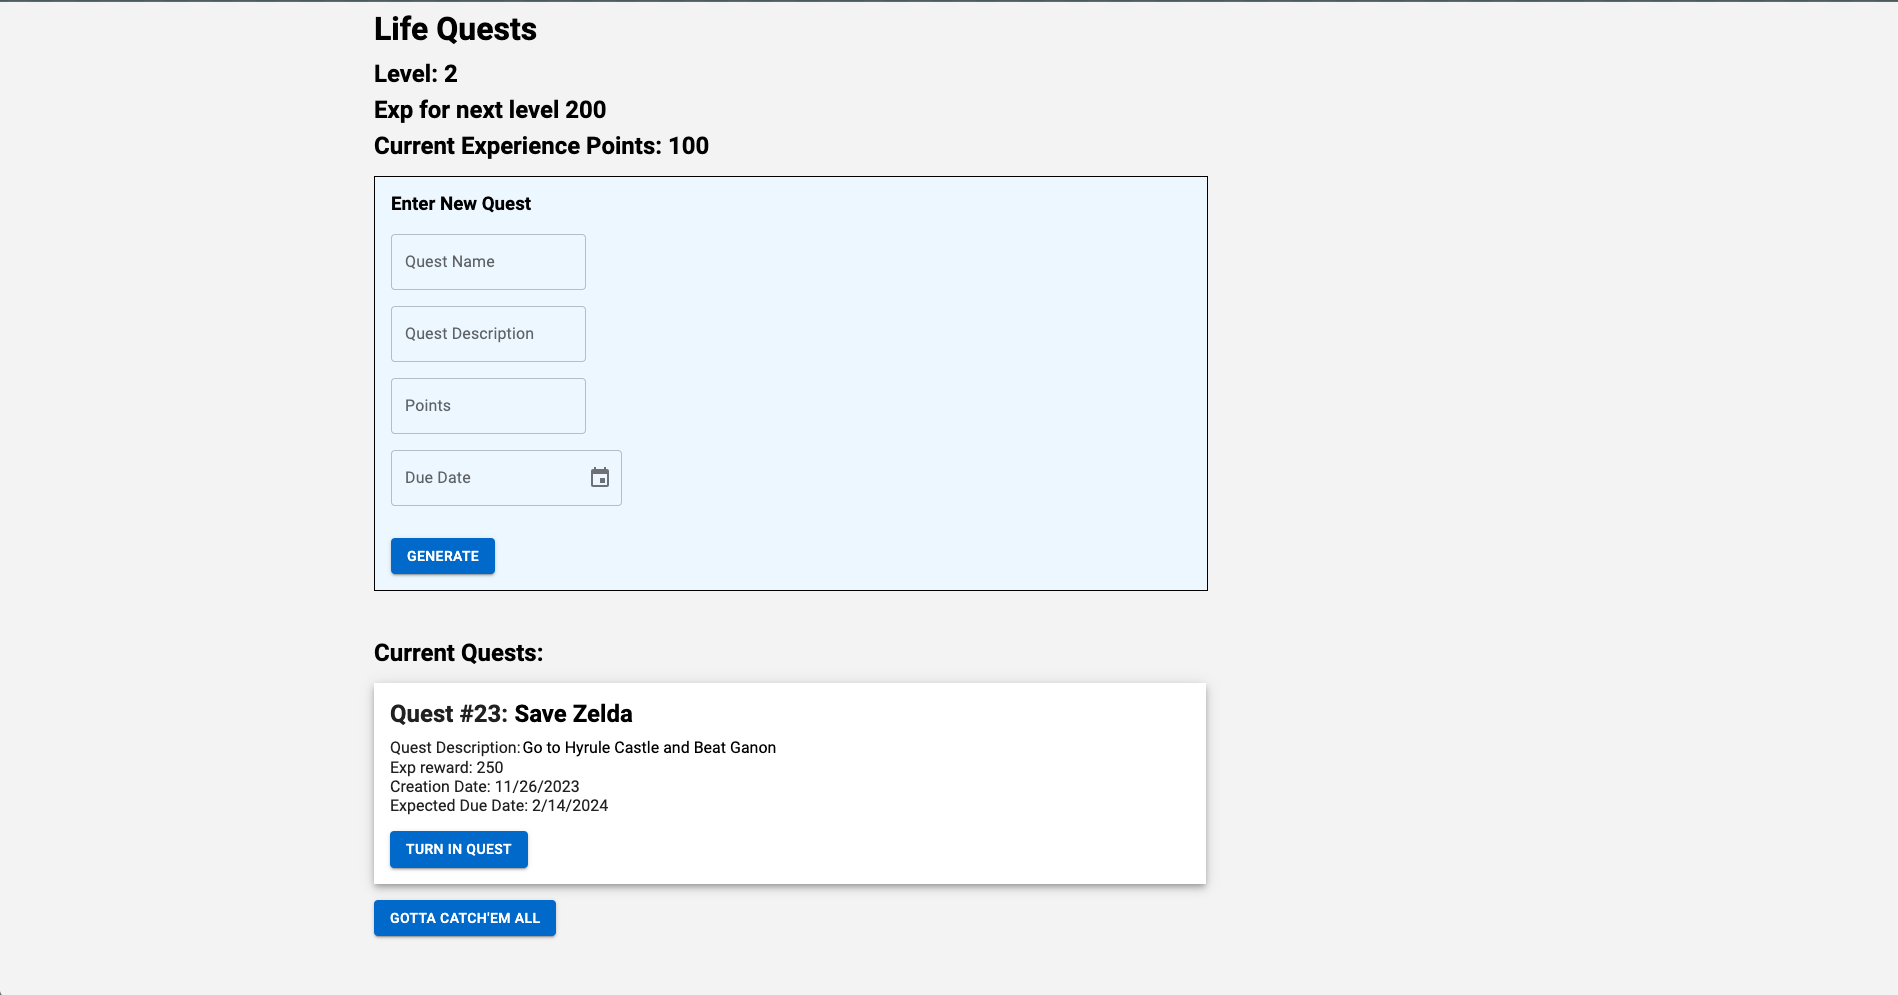 Life Quests
Level: 2
Exp for next level 200
Current Experience Points: 100
Enter New Quest
Quest Name
Quest Description
Points
Due Date
GENERATE
Current Quests:
Quest #23: Save Zelda
Quest Description: Go to Hyrule Castle and Beat Ganon
Exp reward: 250
Creation Date: 11/26/2023
Expected Due Date: 2/14/2024
TURN IN QUEST
GOTTA CATCH'EM ALL